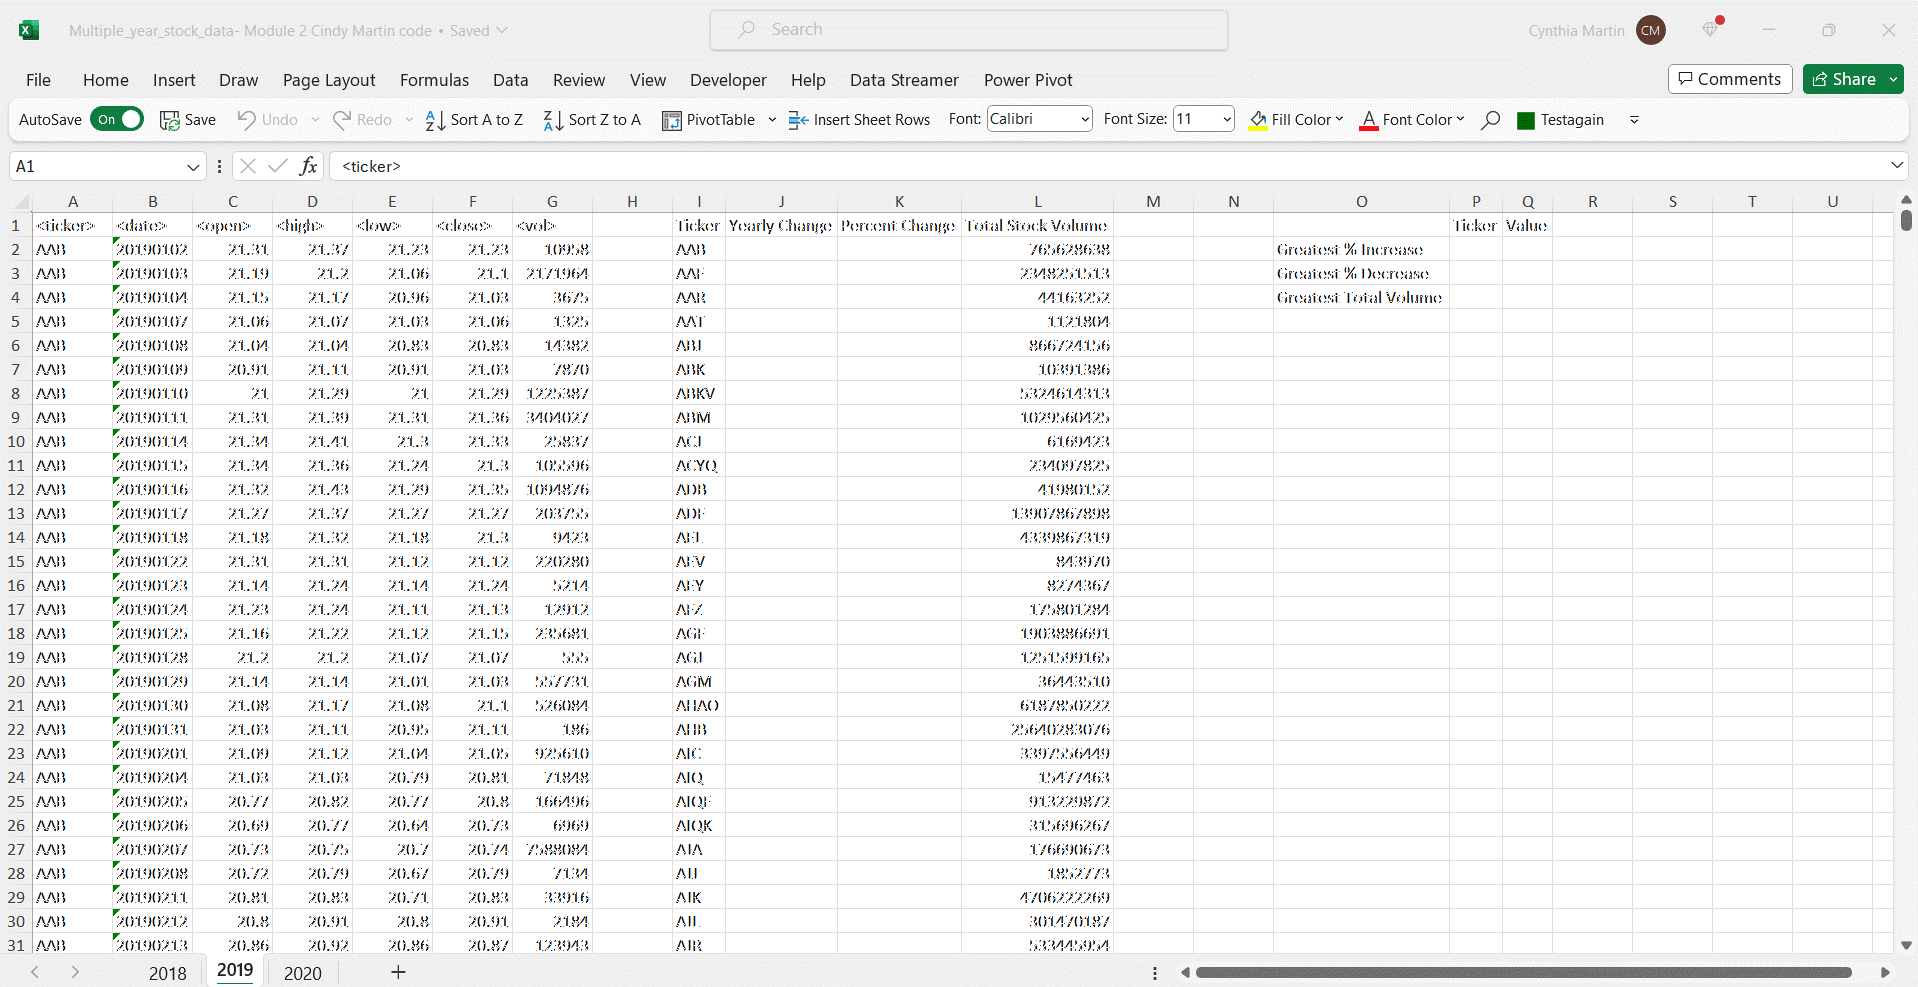 Multiple_year_stock_data- Module 2 Cindy Martin code • Saved
Search
Cynthia Martin CM
File Home Insert Draw Page Layout Formulas Data Review View Developer Help Data Streamer Power Pivot Comments Share
AutoSave On Save Undo Redo Sort A to Z Sort Z to A PivotTable Insert Sheet Rows Font: Calibri Font Size: 11 Fill Color Font Color Testagain
A1 fx <ticker>
A B C D E F G H I J K L M N O P Q R S T U
1 <ticker> <date> <open> <high> <low> <close> <vol> Ticker Yearly Change Percent Change Total Stock Volume Ticker Value
2 AAB 20190102 21.31 21.37 21.23 21.23 10958 AAB 765628638 Greatest % Increase
3 AAB 20190103 21.19 21.2 21.06 21.1 2171964 2348251513 Greatest % Decrease
4 AAB 20190104 21.15 21.17 20.96 21.03 3675 AAR 44163252 Greatest Total Volume
5 AAB 20190107 21.06 21.07 21.03 21.06 1325 AAT 1121804
6 AAB 20190108 21.04 21.04 20.83 20.83 14382 866724156
7 AAB 20190109 20.91 21.11 20.91 21.03 7870 ABK 10391386
8 AAB 20190110 21 21.29 21 21.29 1225387 ABKV 5324614313
9 AAB 20190111 21.31 21.39 21.31 21.36 3404027 ABM 1029560425
10 AAB 20190114 21.34 21.41 21.3 21.33 25837 6169423
11 AAB 20190115 21.34 21.36 21.24 21.3 105596 ACYQ 234097825
12 AAB 20190116 21.32 21.43 21.29 21.35 1094876 ADB 41980152
13 AAB 20190117 21.27 21.37 21.27 21.27 203755 13907867898
14 AAB 20190118 21.18 21.32 21.18 21.3 9423 4339867319
15 AAB 20190122 21.31 21.31 21.12 21.12 220280 843970
16 AAB 20190123 21.14 21.24 21.14 21.24 5214 8274367
17 AAB 20190124 21.23 21.24 21.11 21.13 12912 175801284
18 AAB 20190125 21.16 21.22 21.12 21.15 235681 1903886691
19 AAB 20190128 21.2 21.2 21.07 21.07 555 1251599165
20 AAB 20190129 21.14 21.14 21.01 21.03 557731 AGM 36443510
21 AAB 20190130 21.08 21.17 21.08 21.1 526084 6187850222
22 AAB 20190131 21.03 21.11 20.95 21.11 186 AHB 25640283076
23 AAB 20190201 21.09 21.12 21.04 21.05 925610 AIC 3397556449
24 AAB 20190204 21.03 21.03 20.79 20.81 71848 AIQ 15477463
25 AAB 20190205 20.77 20.82 20.77 20.8 166496 913229872
26 AAB 20190206 20.69 20.77 20.64 20.73 6969 AIQK 315696267
27 AAB 20190207 20.73 20.75 20.7 20.74 7588084 176690673
28 AAB 20190208 20.72 20.79 20.67 20.79 7134 1852773
29 AAB 20190211 20.81 20.83 20.71 20.83 33916 4706222269
30 AAB 20190212 20.8 20.91 20.8 20.91 2184 301470187
31 AAB 20190213 20.86 20.92 20.86 20.87 123943 533445954
2018 2019 2020 +